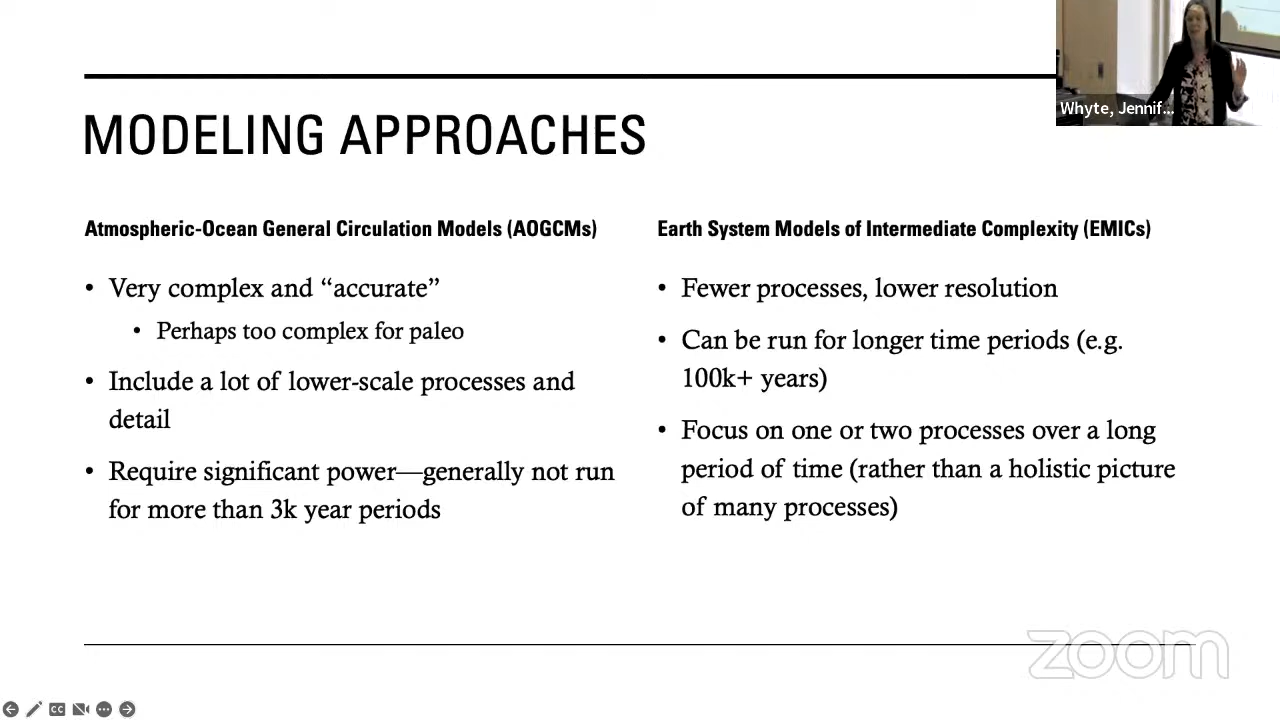 Whyte, Jennif...
MODELING APPROACHES
Atmospheric-Ocean General Circulation Models (AOGCMs)
• Very complex and “accurate”
• Perhaps too complex for paleo
• Include a lot of lower-scale processes and
detail
• Require significant power—generally not run
for more than 3k year periods
Earth System Models of Intermediate Complexity (EMICs)
• Fewer processes, lower resolution
• Can be run for longer time periods (e.g.
100k+ years)
• Focus on one or two processes over a long
period of time (rather than a holistic picture
of many processes)
zoom
CC